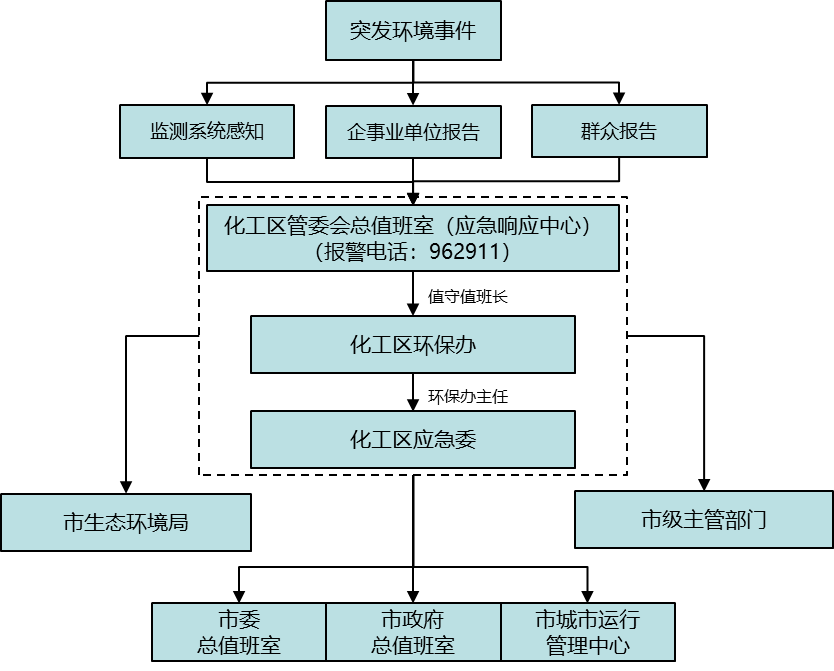 突发环境事件
监测系统感知
企事业单位报告
群众报告
化工区管委会总值班室（应急响应中心）
（报警电话：962911）
值守值班长
化工区环保办
环保办主任
化工区应急委
市生态环境局
市级主管部门
市委
总值班室
市政府
总值班室
市城市运行
管理中心